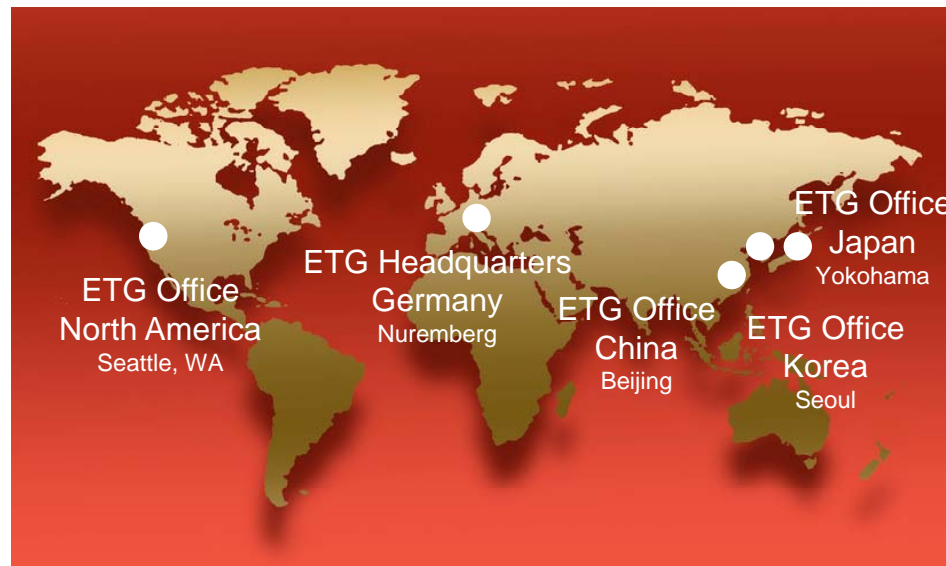 ETG Office
North America
Seattle, WA
ETG Headquarters
Germany
Nuremberg
ETG Office
China
Beijing
ETG Office
Japan
Yokohama
ETG Office
Korea
Seoul